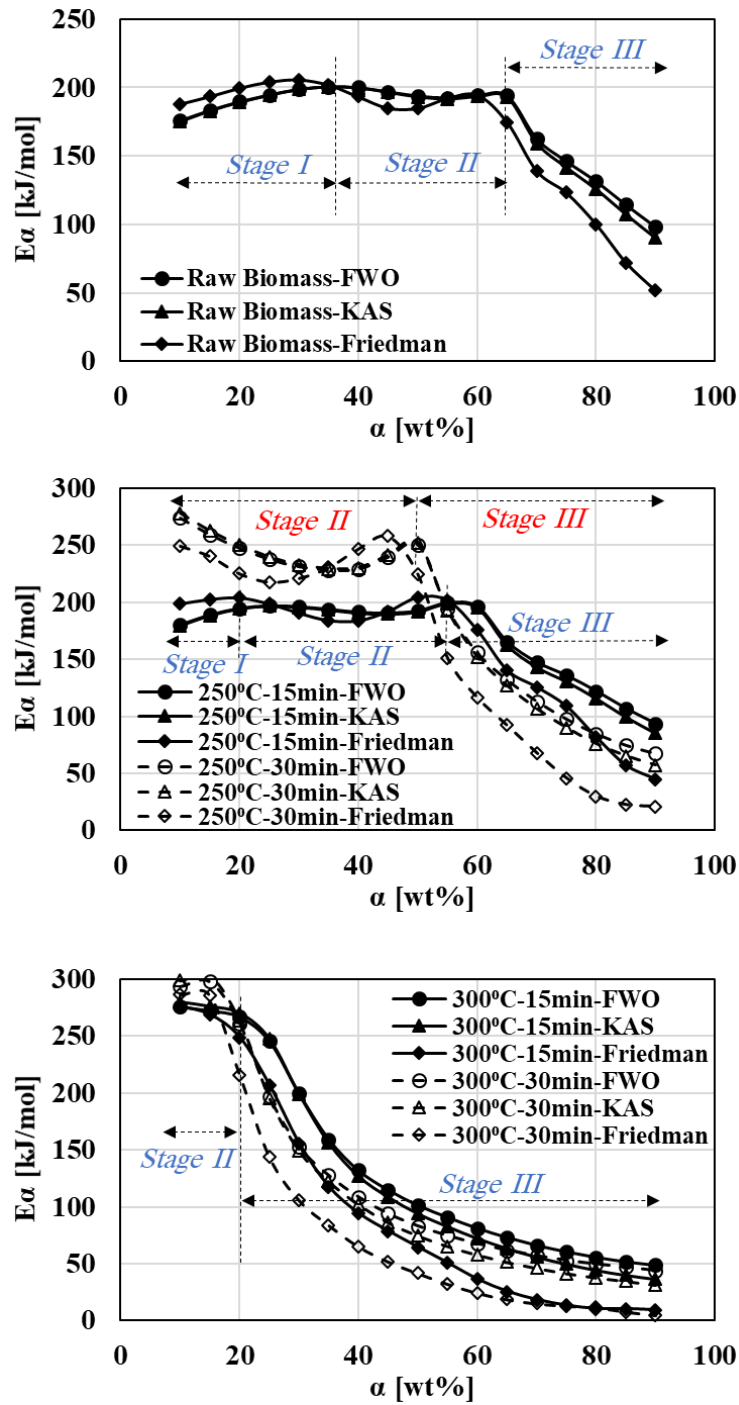 300
Stage III
250
200
150
Stage I
Stage II
100
50
0
Eα [kJ/mol]
Raw Biomass-FWO
Raw Biomass-KAS
Raw Biomass-Friedman
0 20 40 60 80 100
α [wt%]
300
Stage II Stage III
250
200
150
Stage I Stage II Stage III
100
50
0
Eα [kJ/mol]
250⁰C-15min-FWO
250⁰C-15min-KAS
250⁰C-15min-Friedman
250⁰C-30min-FWO
250⁰C-30min-KAS
250⁰C-30min-Friedman
0 20 40 60 80 100
α [wt%]
300
250
200
150
100
50
0
Eα [kJ/mol]
300⁰C-15min-FWO
300⁰C-15min-KAS
300⁰C-15min-Friedman
300⁰C-30min-FWO
300⁰C-30min-KAS
300⁰C-30min-Friedman
Stage II Stage III
0 20 40 60 80 100
α [wt%]